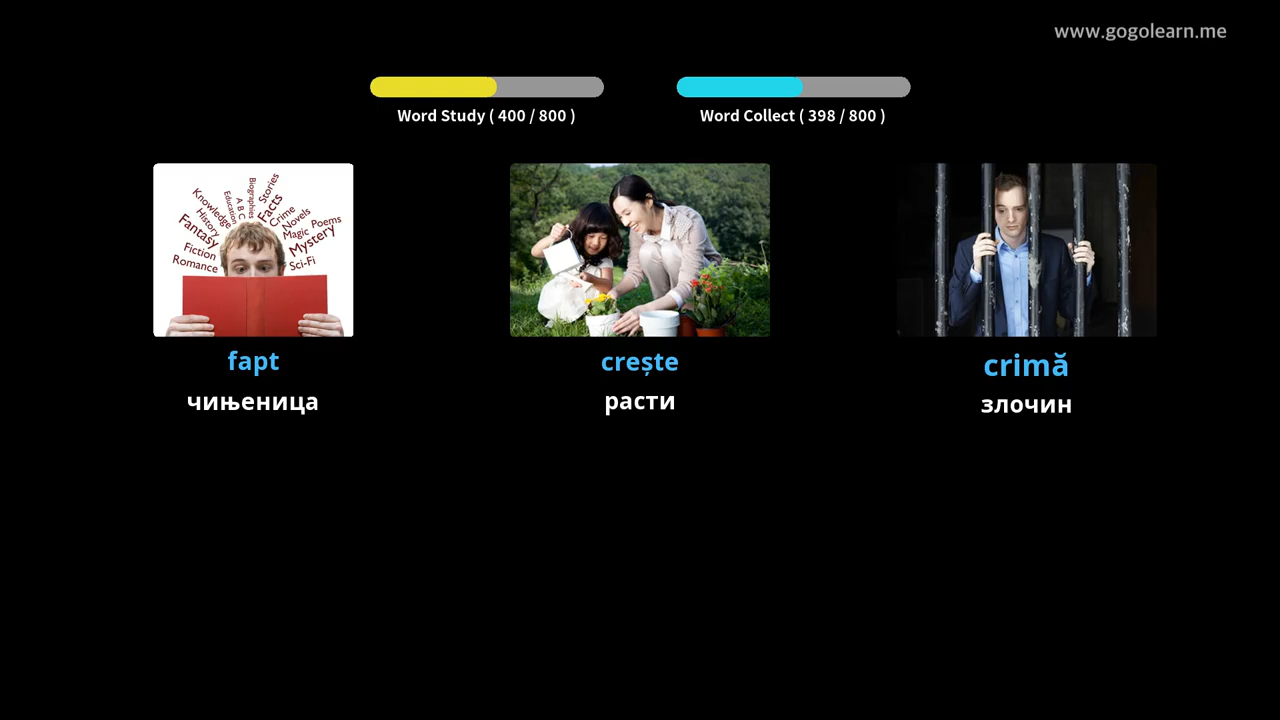 www.gogolearn.me
Word Study ( 400 / 800 )
Word Collect ( 398 / 800 )
Stories
Biographies
Facts
A B C
Education
Knowledge
Crime
Novels
History
Poems
Magic
Fantasy
Mystery
Fiction
Sci-Fi
Romance
fapt
crește
crimă
чињеница
расти
злочин